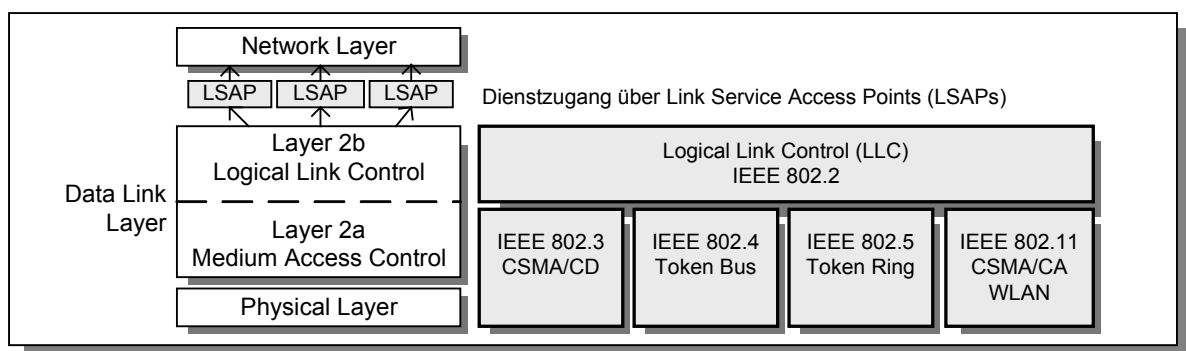 Network Layer
LSAP LSAP LSAP
Dienstzugang über Link Service Access Points (LSAPs)
Data Link
Layer
Layer 2b
Logical Link Control
Layer 2a
Medium Access Control
Physical Layer
Logical Link Control (LLC)
IEEE 802.2
IEEE 802.3
CSMA/CD
IEEE 802.4
Token Bus
IEEE 802.5
Token Ring
IEEE 802.11
CSMA/CA
WLAN